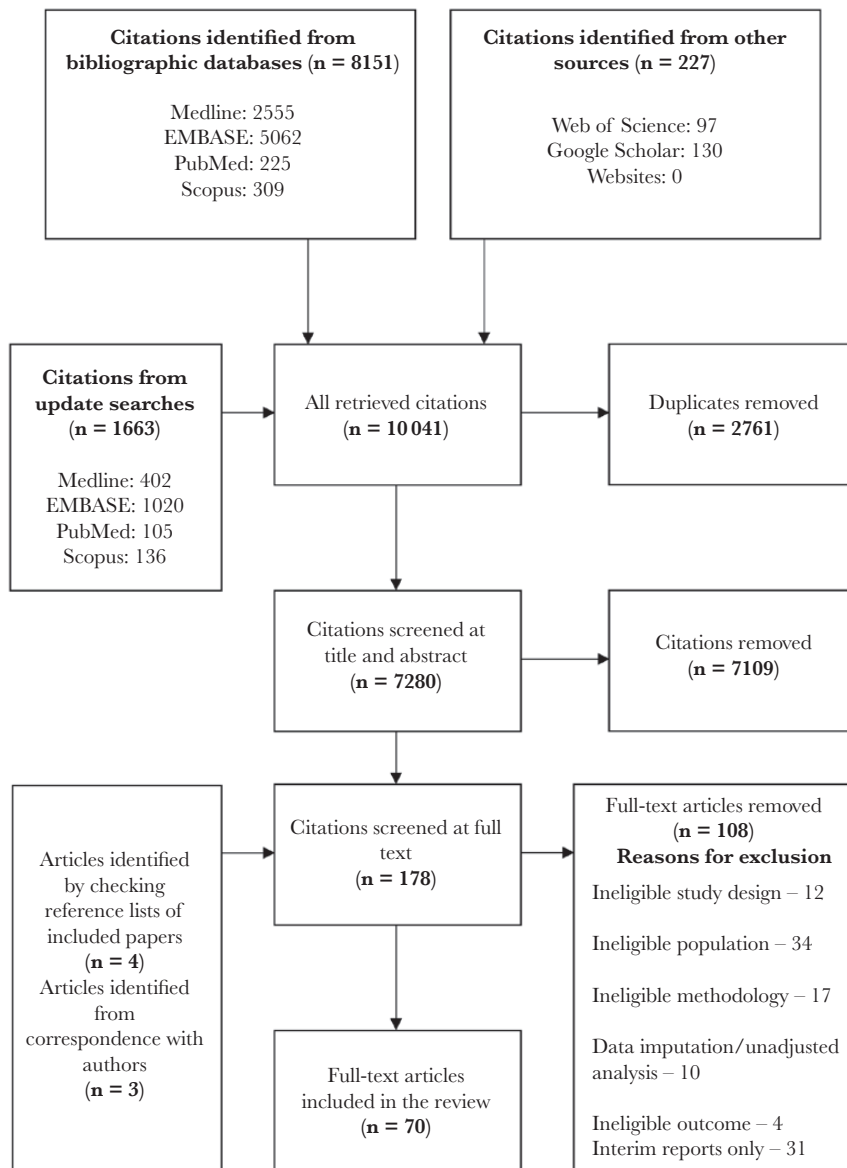 Citations identified from
bibliographic databases (n = 8151)
Medline: 2555
EMBASE: 5062
PubMed: 225
Scopus: 309
Citations identified from other
sources (n = 227)
Web of Science: 97
Google Scholar: 130
Websites: 0
Citations from
update searches
(n = 1663)
Medline: 402
EMBASE: 1020
PubMed: 105
Scopus: 136
All retrieved citations
(n = 10 041)
Duplicates removed
(n = 2761)
Citations screened at
title and abstract
(n = 7280)
Citations removed
(n = 7109)
Articles identified
by checking
reference lists of
included papers
(n = 4)
Articles identified
from
correspondence with
authors
(n = 3)
Citations screened at full
text
(n = 178)
Full-text articles removed
(n = 108)
Reasons for exclusion
Ineligible study design – 12
Ineligible population – 34
Ineligible methodology – 17
Data imputation/unadjusted
analysis – 10
Ineligible outcome – 4
Interim reports only – 31
Full-text articles
included in the review
(n = 70)